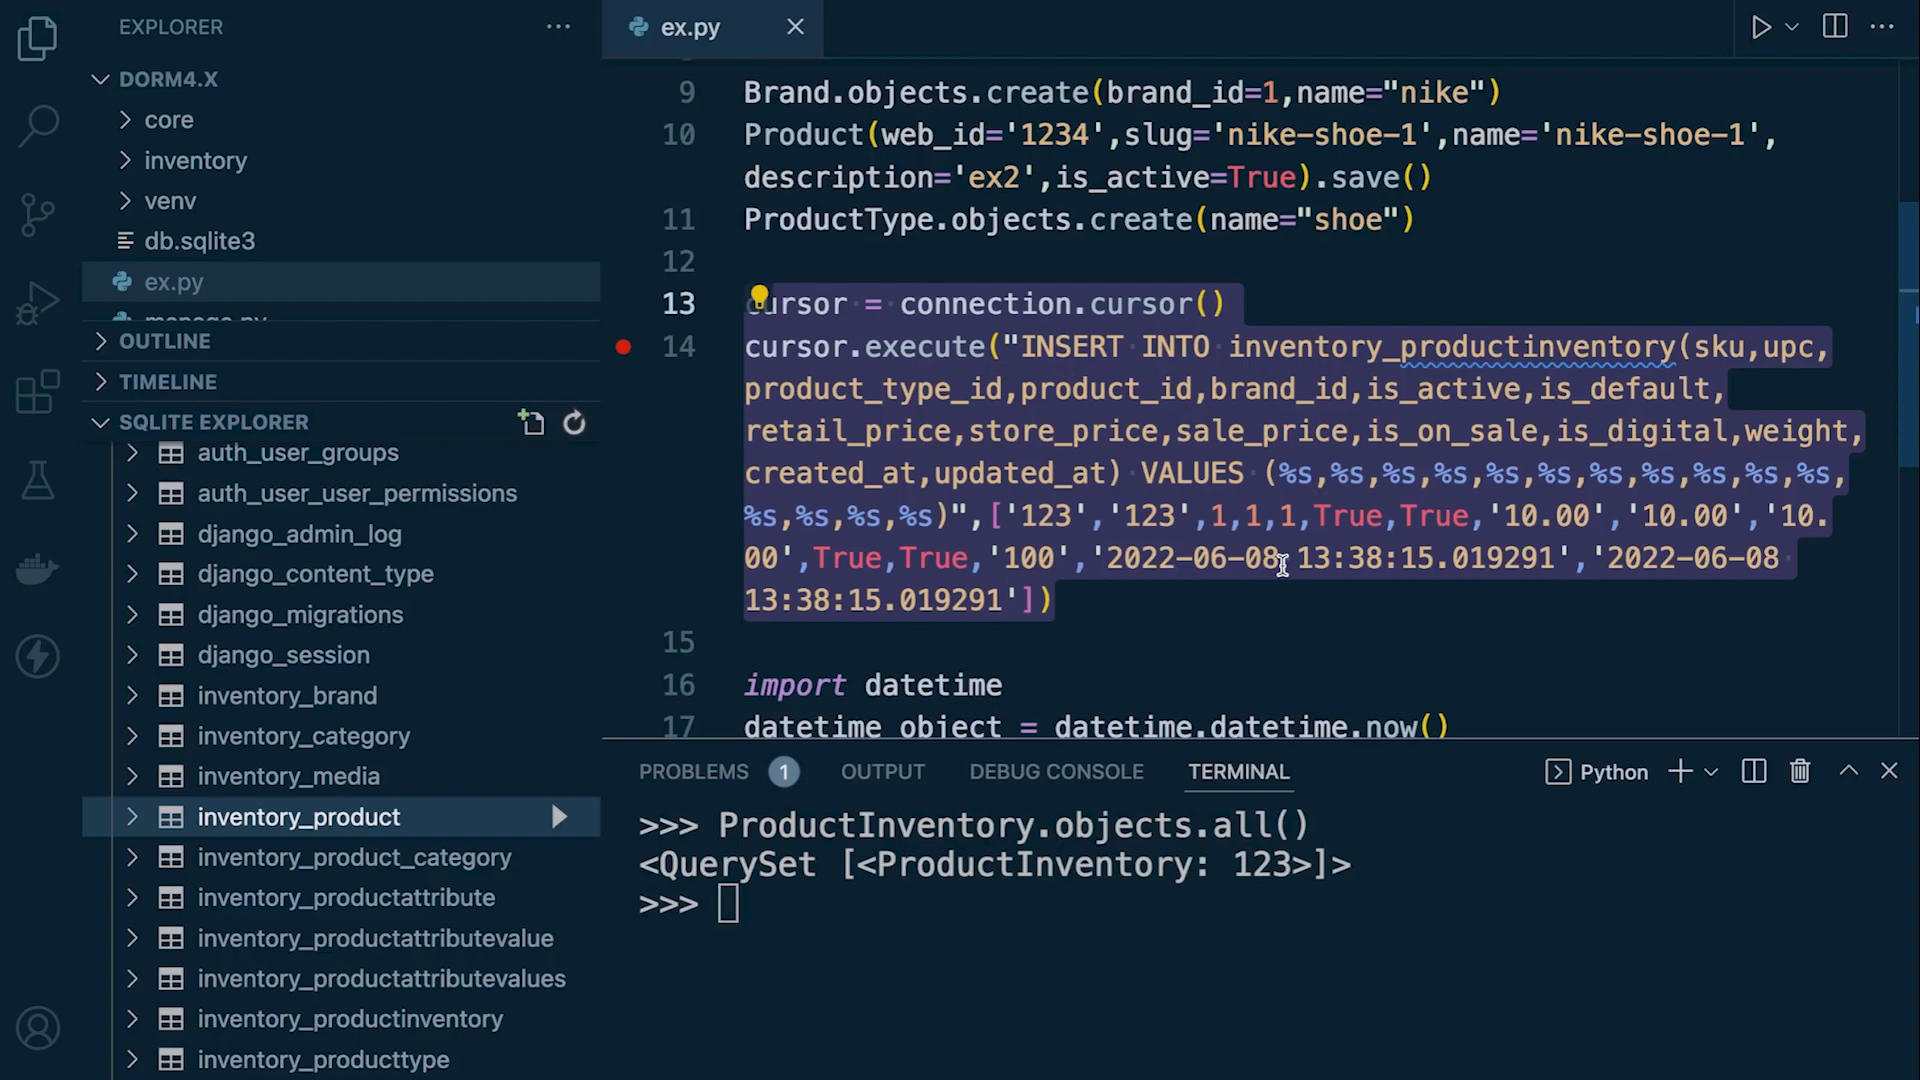 EXPLORER
DORM4.X
core
inventory
venv
db.sqlite3
ex.py
manage.py
OUTLINE
TIMELINE
SQLITE EXPLORER
auth_user_groups
auth_user_user_permissions
django_admin_log
django_content_type
django_migrations
django_session
inventory_brand
inventory_category
inventory_media
inventory_product
inventory_product_category
inventory_productattribute
inventory_productattributevalue
inventory_productattributevalues
inventory_productinventory
inventory_producttype
ex.py
9 Brand.objects.create(brand_id=1,name="nike")
10 Product(web_id='1234',slug='nike-shoe-1',name='nike-shoe-1',
description='ex2',is_active=True).save()
11 ProductType.objects.create(name="shoe")
12
13 cursor = connection.cursor()
14 cursor.execute("INSERT INTO inventory_productinventory(sku,upc,
product_type_id,product_id,brand_id,is_active,is_default,
retail_price,store_price,sale_price,is_on_sale,is_digital,weight,
created_at,updated_at) VALUES (%s,%s,%s,%s,%s,%s,%s,%s,%s,%s,%s,
%s,%s,%s,%s)",['123','123',1,1,1,True,True,'10.00','10.00','10.
00',True,True,'100','2022-06-08 13:38:15.019291','2022-06-08
13:38:15.019291'])
15
16 import datetime
17 datetime_object = datetime.datetime.now()
PROBLEMS 1 OUTPUT DEBUG CONSOLE TERMINAL Python
>>> ProductInventory.objects.all()
<QuerySet [<ProductInventory: 123>]>
>>>